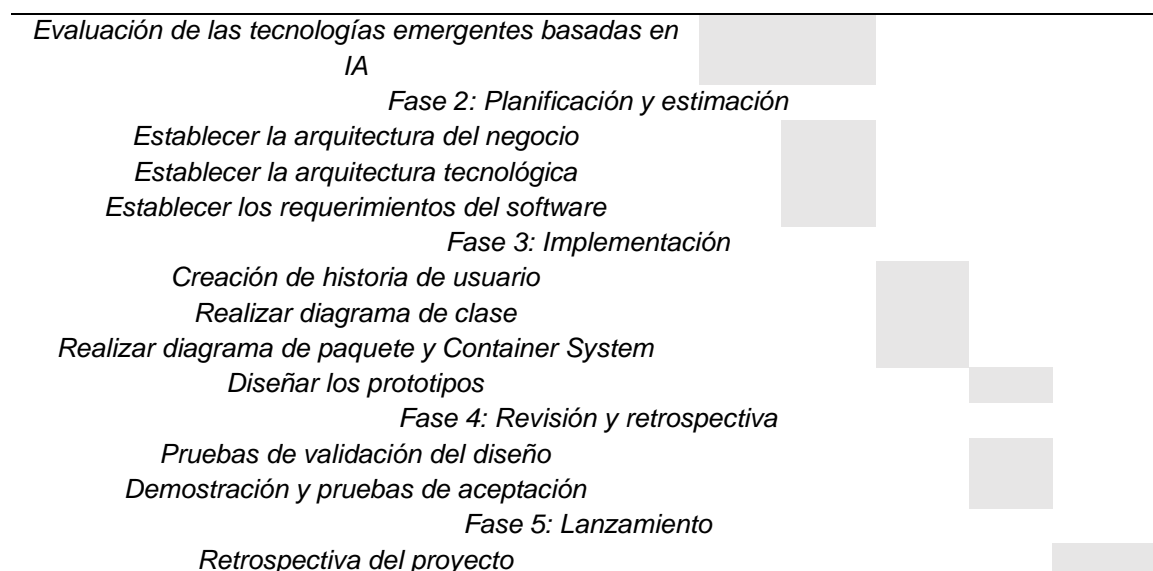 Evaluación de las tecnologías emergentes basadas en
IA
Fase 2: Planificación y estimación
Establecer la arquitectura del negocio
Establecer la arquitectura tecnológica
Establecer los requerimientos del software
Fase 3: Implementación
Creación de historia de usuario
Realizar diagrama de clase
Realizar diagrama de paquete y Container System
Diseñar los prototipos
Fase 4: Revisión y retrospectiva
Pruebas de validación del diseño
Demostración y pruebas de aceptación
Fase 5: Lanzamiento
Retrospectiva del proyecto